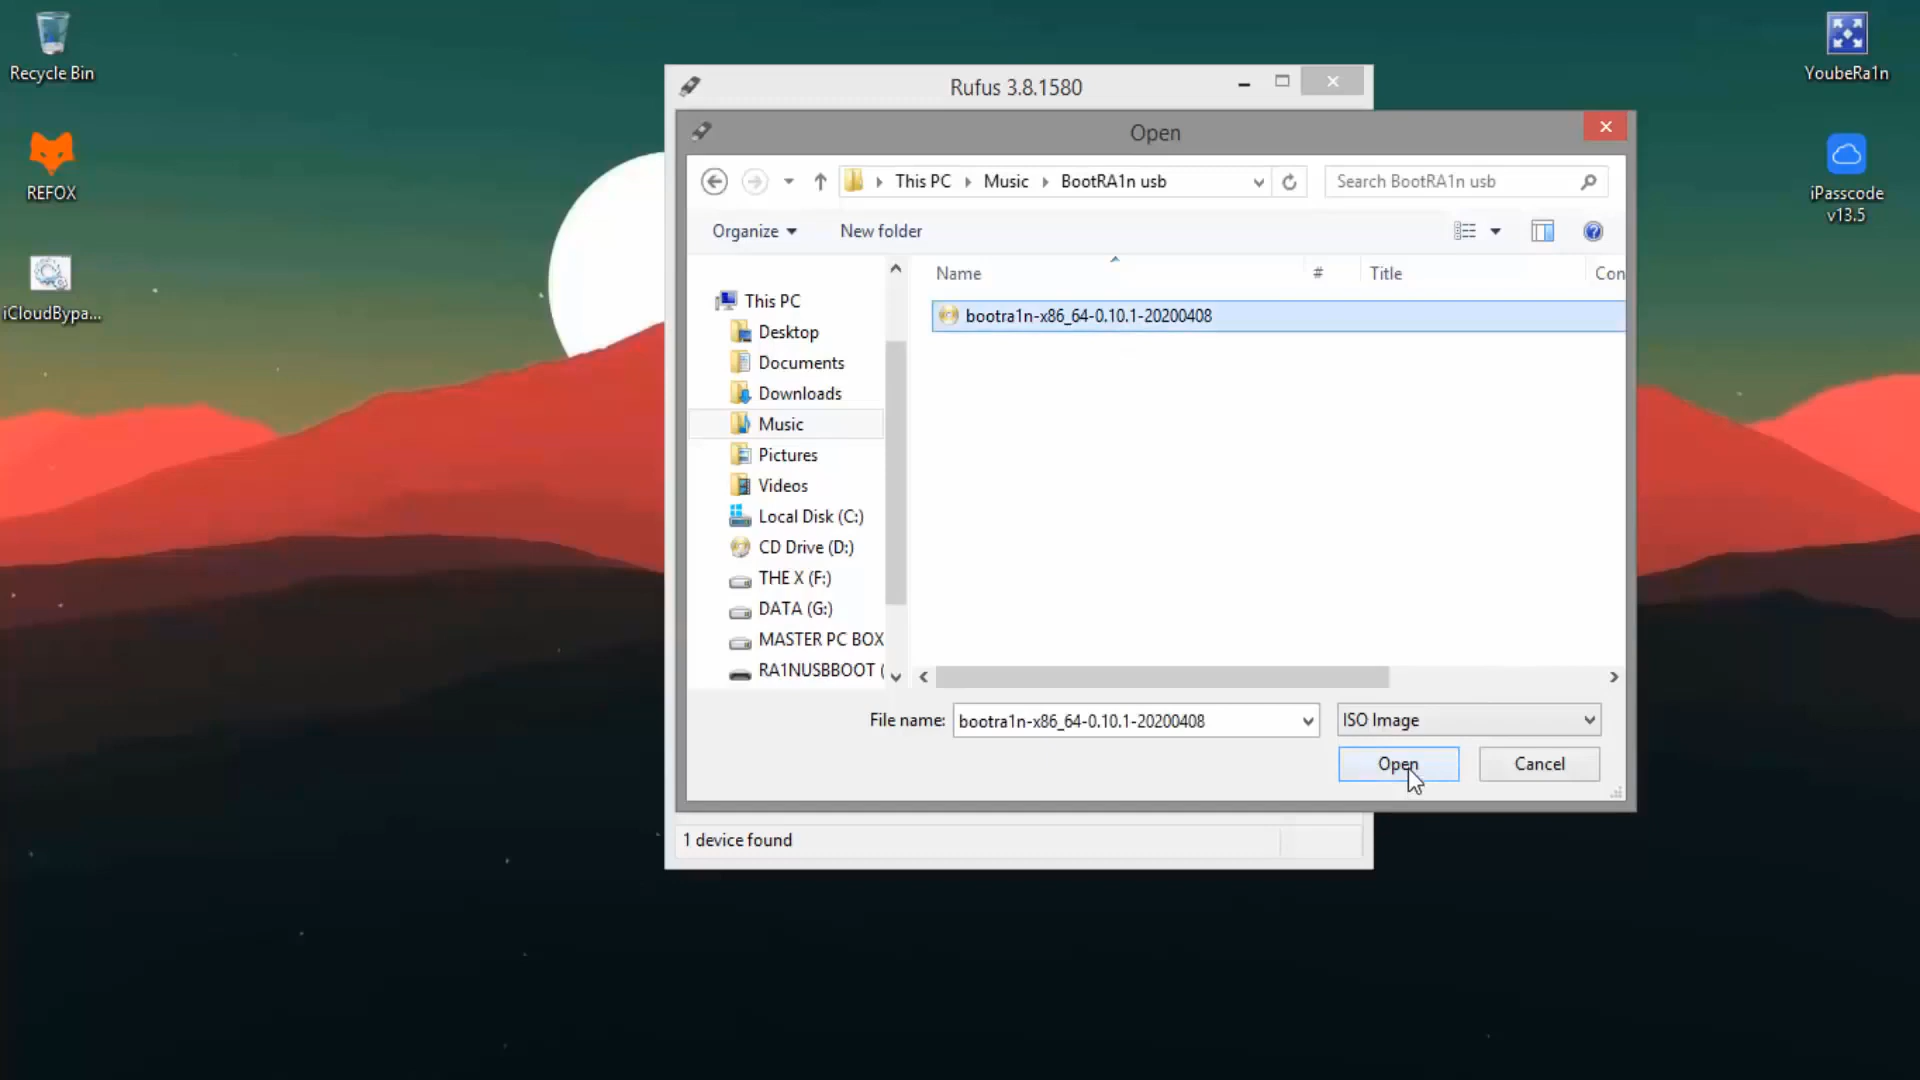 Recycle Bin
REFOX
iCloudBypa...
YoubeRa1n
iPasscode
v13.5
Rufus 3.8.1580
Open
This PC
Music
BootRA1n usb
Search BootRA1n usb
Organize
New folder
Name
#
Title
Con
This PC
Desktop
Documents
Downloads
Music
Pictures
Videos
Local Disk (C:)
CD Drive (D:)
THE X (F:)
DATA (G:)
MASTER PC BOX
RA1NUSBBOOT (
bootra1n-x86_64-0.10.1-20200408
File name:
bootra1n-x86_64-0.10.1-20200408
ISO Image
Open
Cancel
1 device found